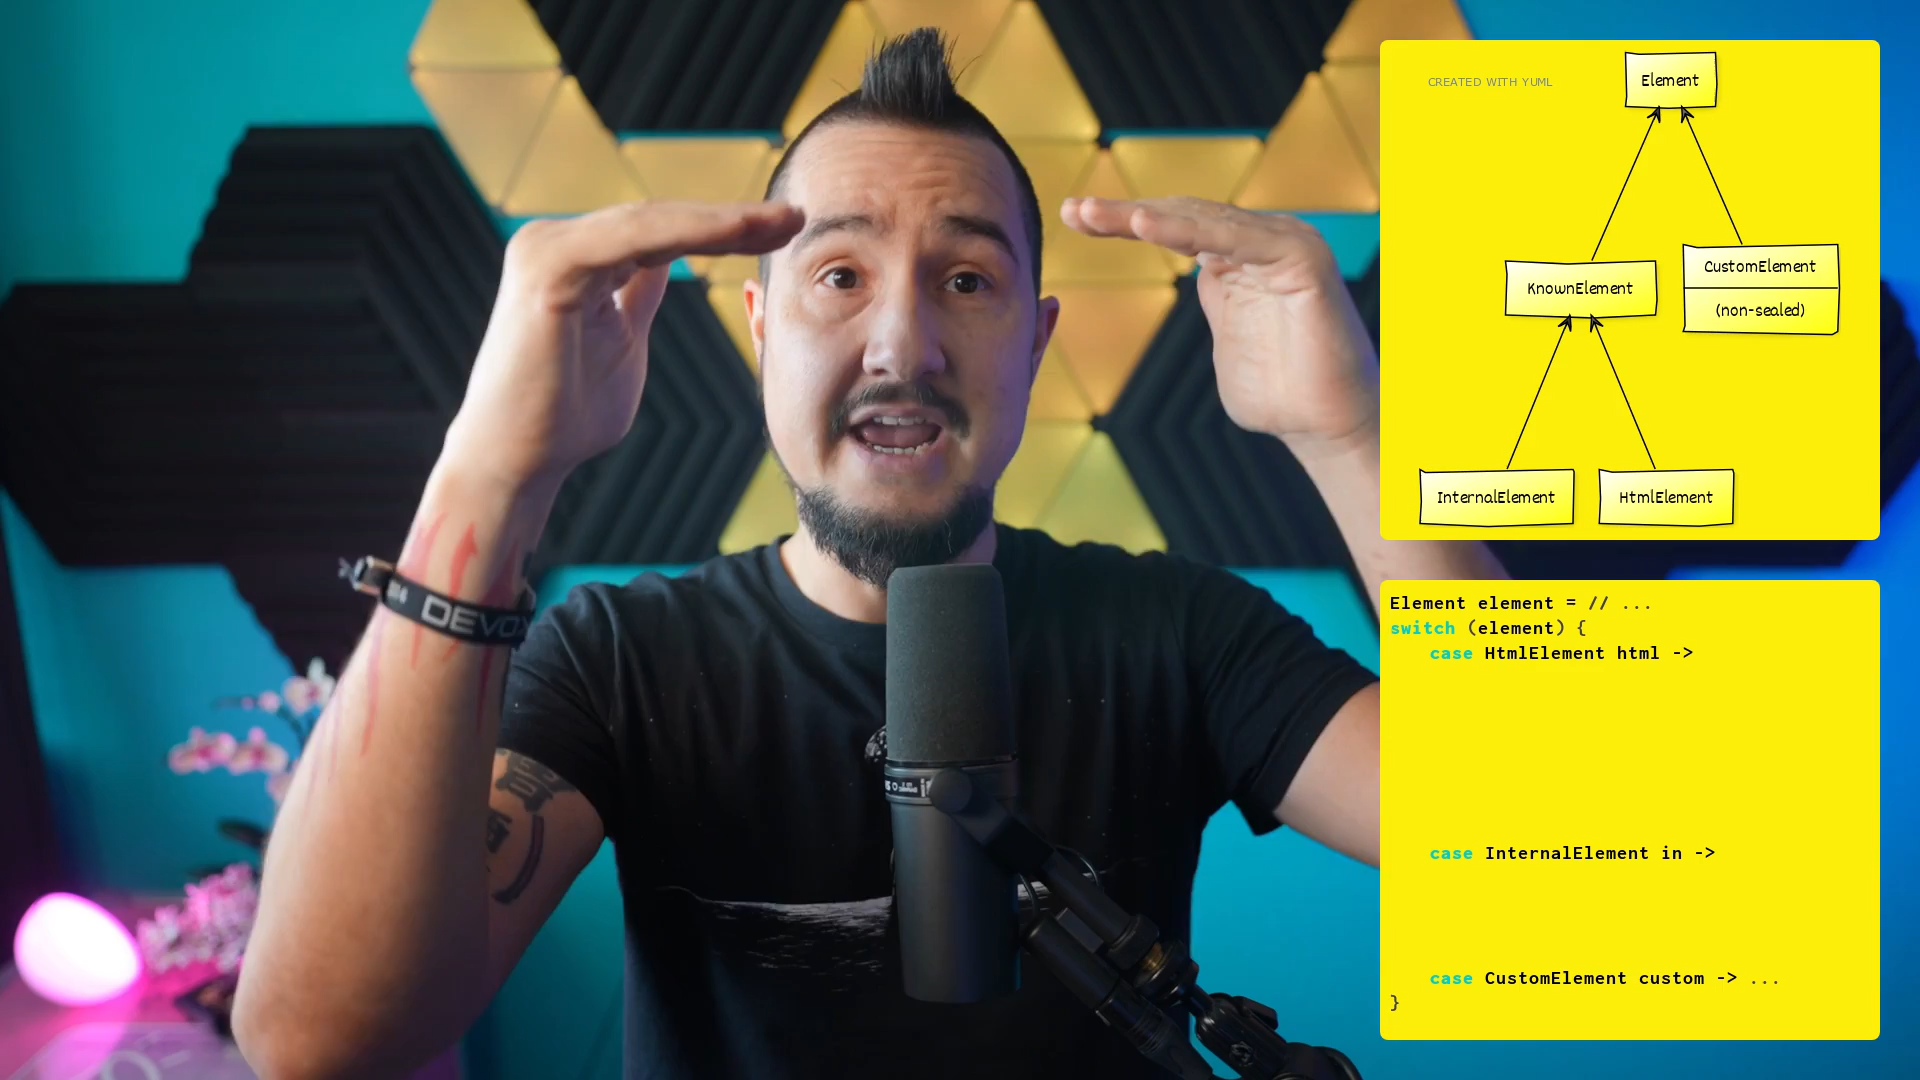 CREATED WITH YUML
Element
KnownElement
CustomElement
(non-sealed)
InternalElement
HtmlElement
Element element = // ...
switch (element) {
case HtmlElement html ->
case InternalElement in ->
case CustomElement custom -> ...
}
DEVOX